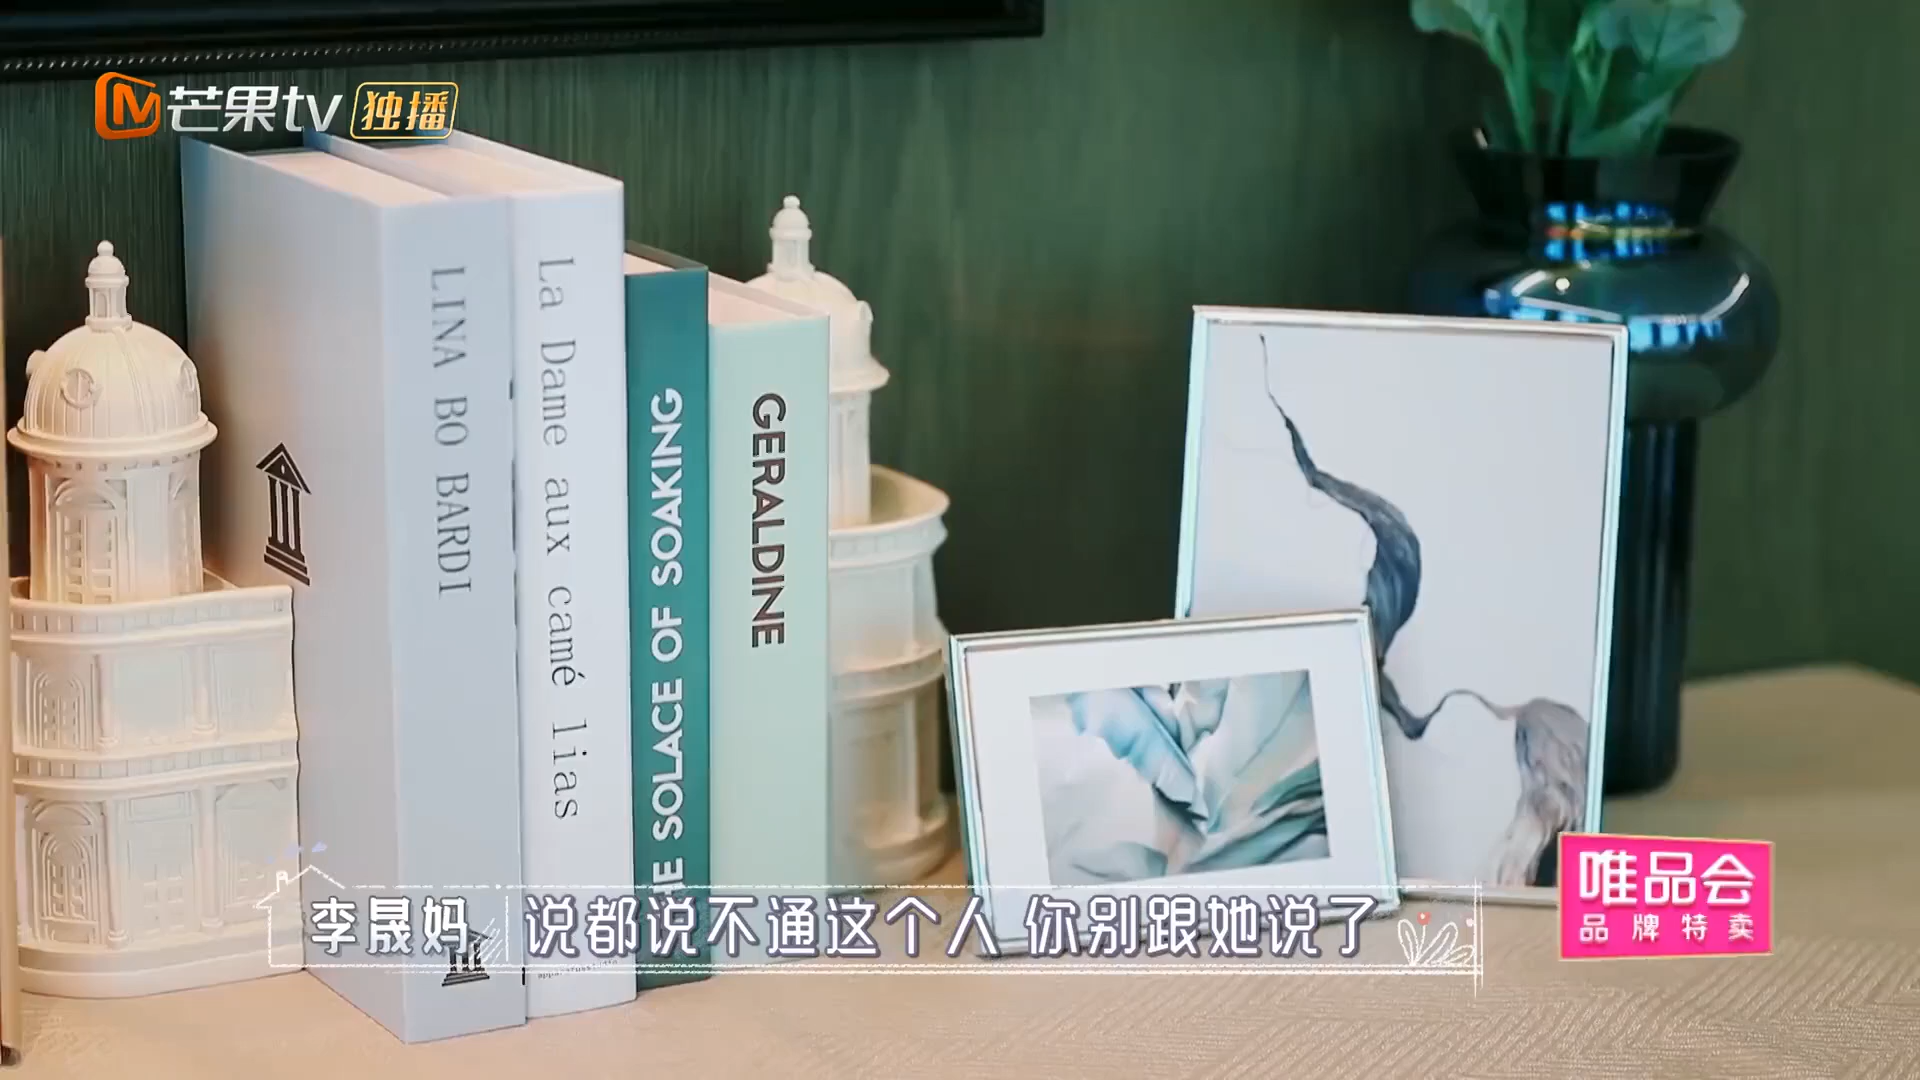 芒果tv 独播
LINA BO BARDI
La Dame aux camé lias
HE SOLACE OF SOAKING
GERALDINE
李晟妈 说都说不通这个人 你别跟她说了
唯品会
品牌特卖